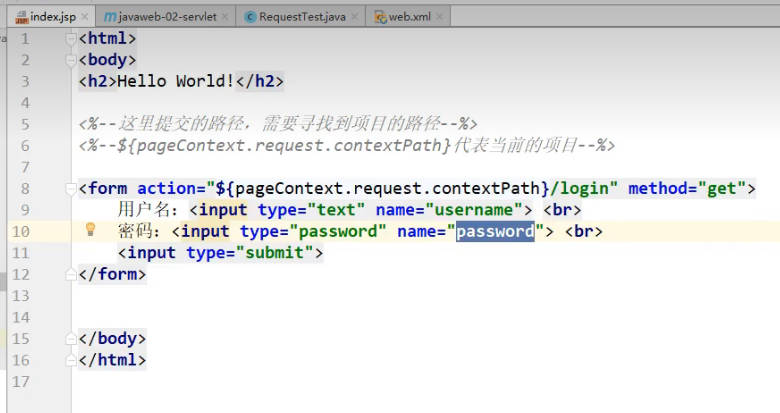 index.jsp javaweb-02-servlet RequestTest.java web.xml
1 <html>
2 <body>
3 <h2>Hello World!</h2>
4
5 <%--这里提交的路径，需要寻找到项目的路径--%>
6 <%--${pageContext.request.contextPath}代表当前的项目--%>
7
8 <form action="${pageContext.request.contextPath}/login" method="get">
9 用户名：<input type="text" name="username"> <br>
10 密码：<input type="password" name="password"> <br>
11 <input type="submit">
12 </form>
13
14
15 </body>
16 </html>
17